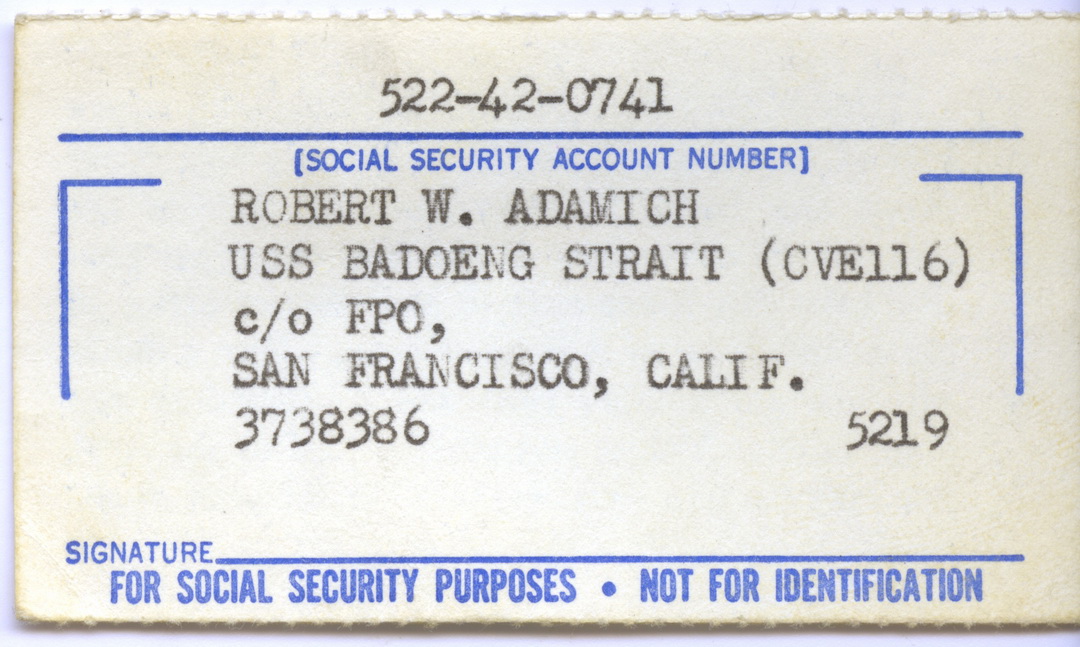 522-42-0741
[SOCIAL SECURITY ACCOUNT NUMBER]
ROBERT W. ADAMICH
USS BADOENG STRAIT (CVE116)
c/o FPO,
SAN FRANCISCO, CALIF.
3738386 5219
SIGNATURE
FOR SOCIAL SECURITY PURPOSES • NOT FOR IDENTIFICATION